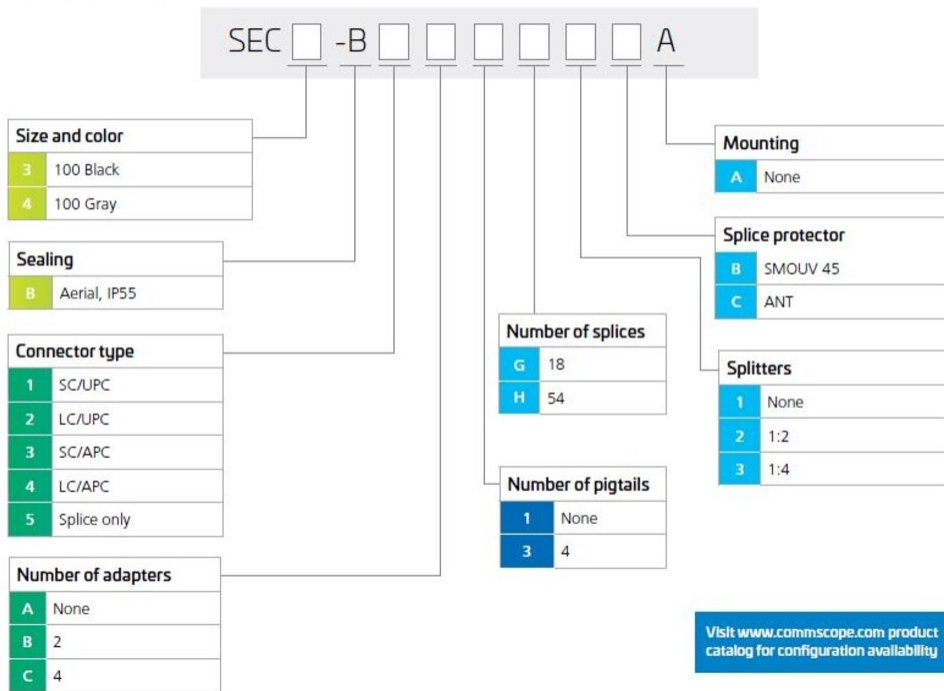 SEC -B A
Size and color
3 100 Black
4 100 Gray
Sealing
B Aerial, IP55
Connector type
1 SC/UPC
2 LC/UPC
3 SC/APC
4 LC/APC
5 Splice only
Number of adapters
A None
B 2
C 4
Number of pigtails
1 None
3 4
Number of splices
G 18
H 54
Splitters
1 None
2 1:2
3 1:4
Splice protector
B SMOUV 45
C ANT
Mounting
A None
Visit www.commscope.com product
catalog for configuration availability